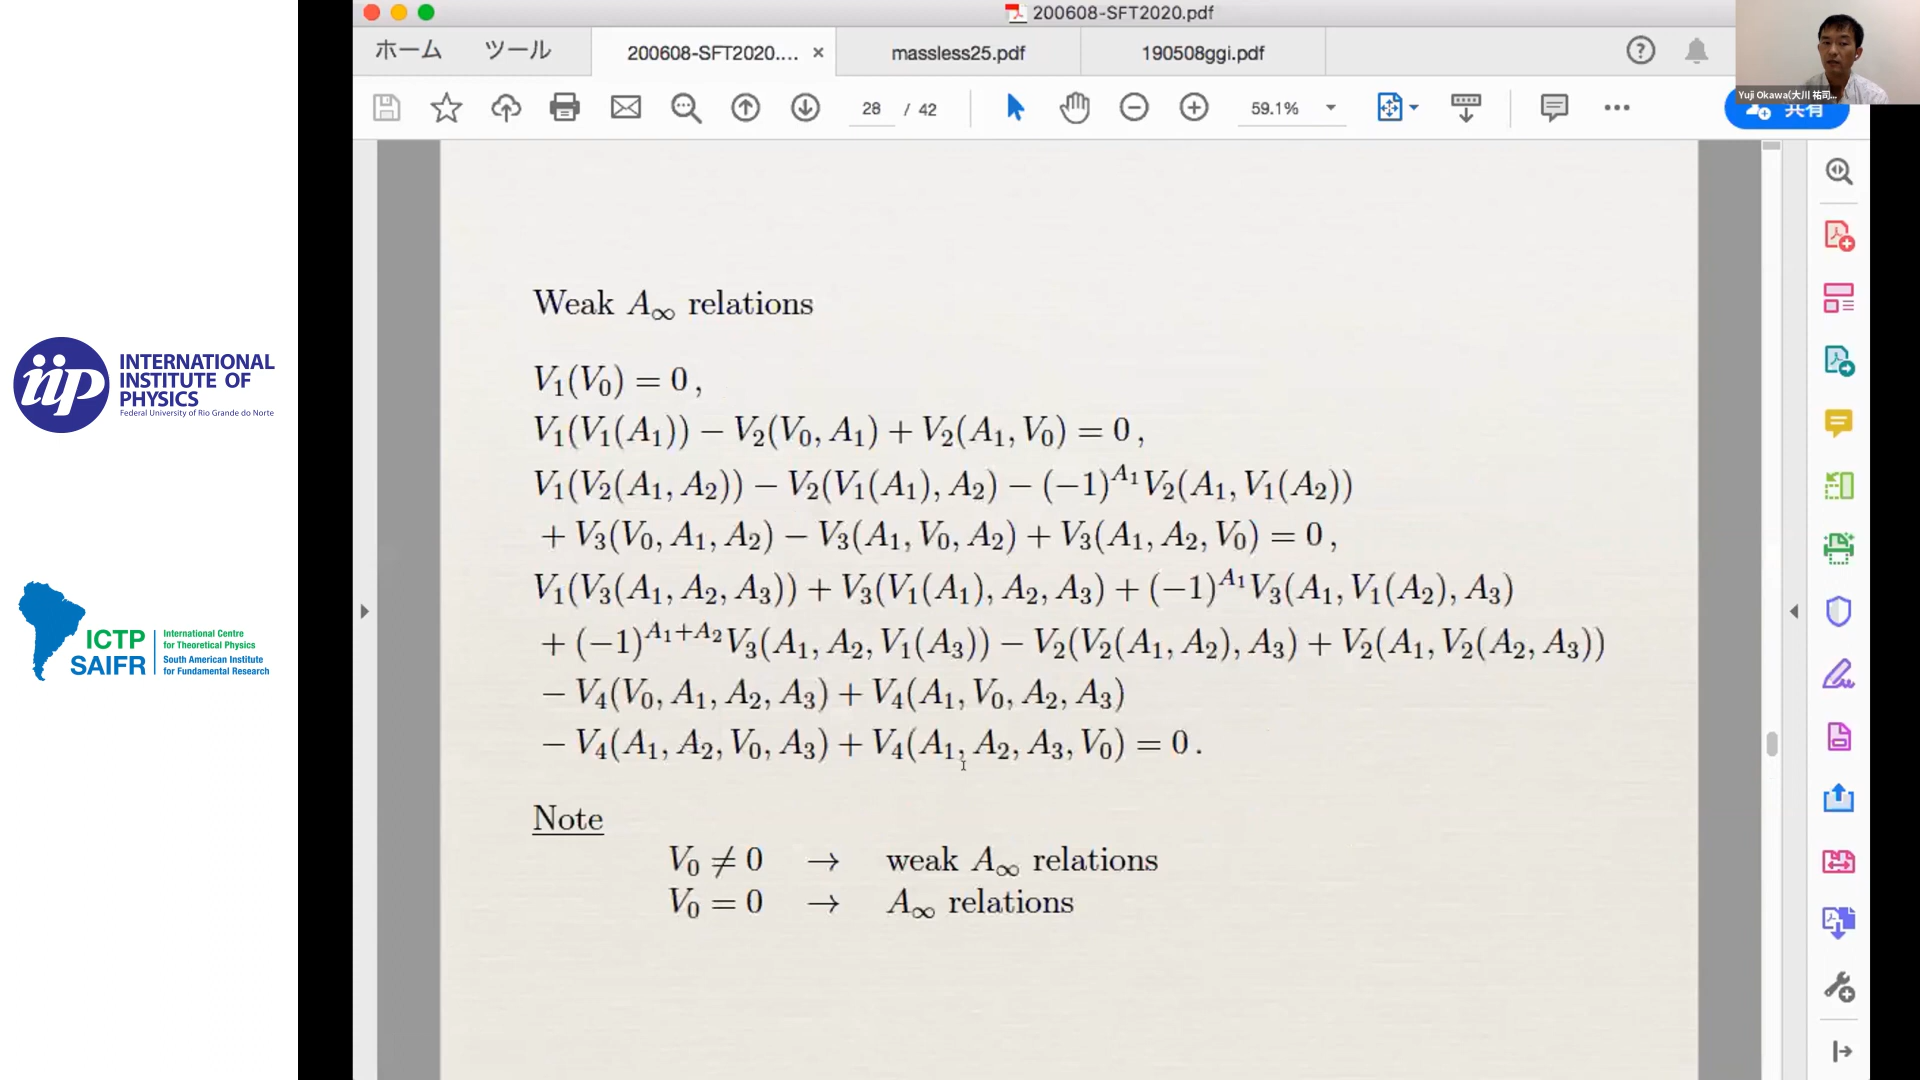 200608-SFT2020.pdf
ホーム ツール 200608-SFT2020.... × massless25.pdf 190508ggi.pdf
28 / 42 59.1% 共有
Yuji Okawa(大川 祐司...
INTERNATIONAL
INSTITUTE OF
PHYSICS
Federal University of Rio Grande do Norte
iip
ICTP
SAIFR
International Centre
for Theoretical Physics
South American Institute
for Fundamental Research
Weak A∞ relations
V₁(V₀) = 0 ,
V₁(V₁(A₁)) − V₂(V₀, A₁) + V₂(A₁, V₀) = 0 ,
V₁(V₂(A₁, A₂)) − V₂(V₁(A₁), A₂) − (−1)^{A₁} V₂(A₁, V₁(A₂))
+ V₃(V₀, A₁, A₂) − V₃(A₁, V₀, A₂) + V₃(A₁, A₂, V₀) = 0 ,
V₁(V₃(A₁, A₂, A₃)) + V₃(V₁(A₁), A₂, A₃) + (−1)^{A₁} V₃(A₁, V₁(A₂), A₃)
+ (−1)^{A₁+A₂} V₃(A₁, A₂, V₁(A₃)) − V₂(V₂(A₁, A₂), A₃) + V₂(A₁, V₂(A₂, A₃))
− V₄(V₀, A₁, A₂, A₃) + V₄(A₁, V₀, A₂, A₃)
− V₄(A₁, A₂, V₀, A₃) + V₄(A₁, A₂, A₃, V₀) = 0 .
Note
V₀ ≠ 0 → weak A∞ relations
V₀ = 0 → A∞ relations